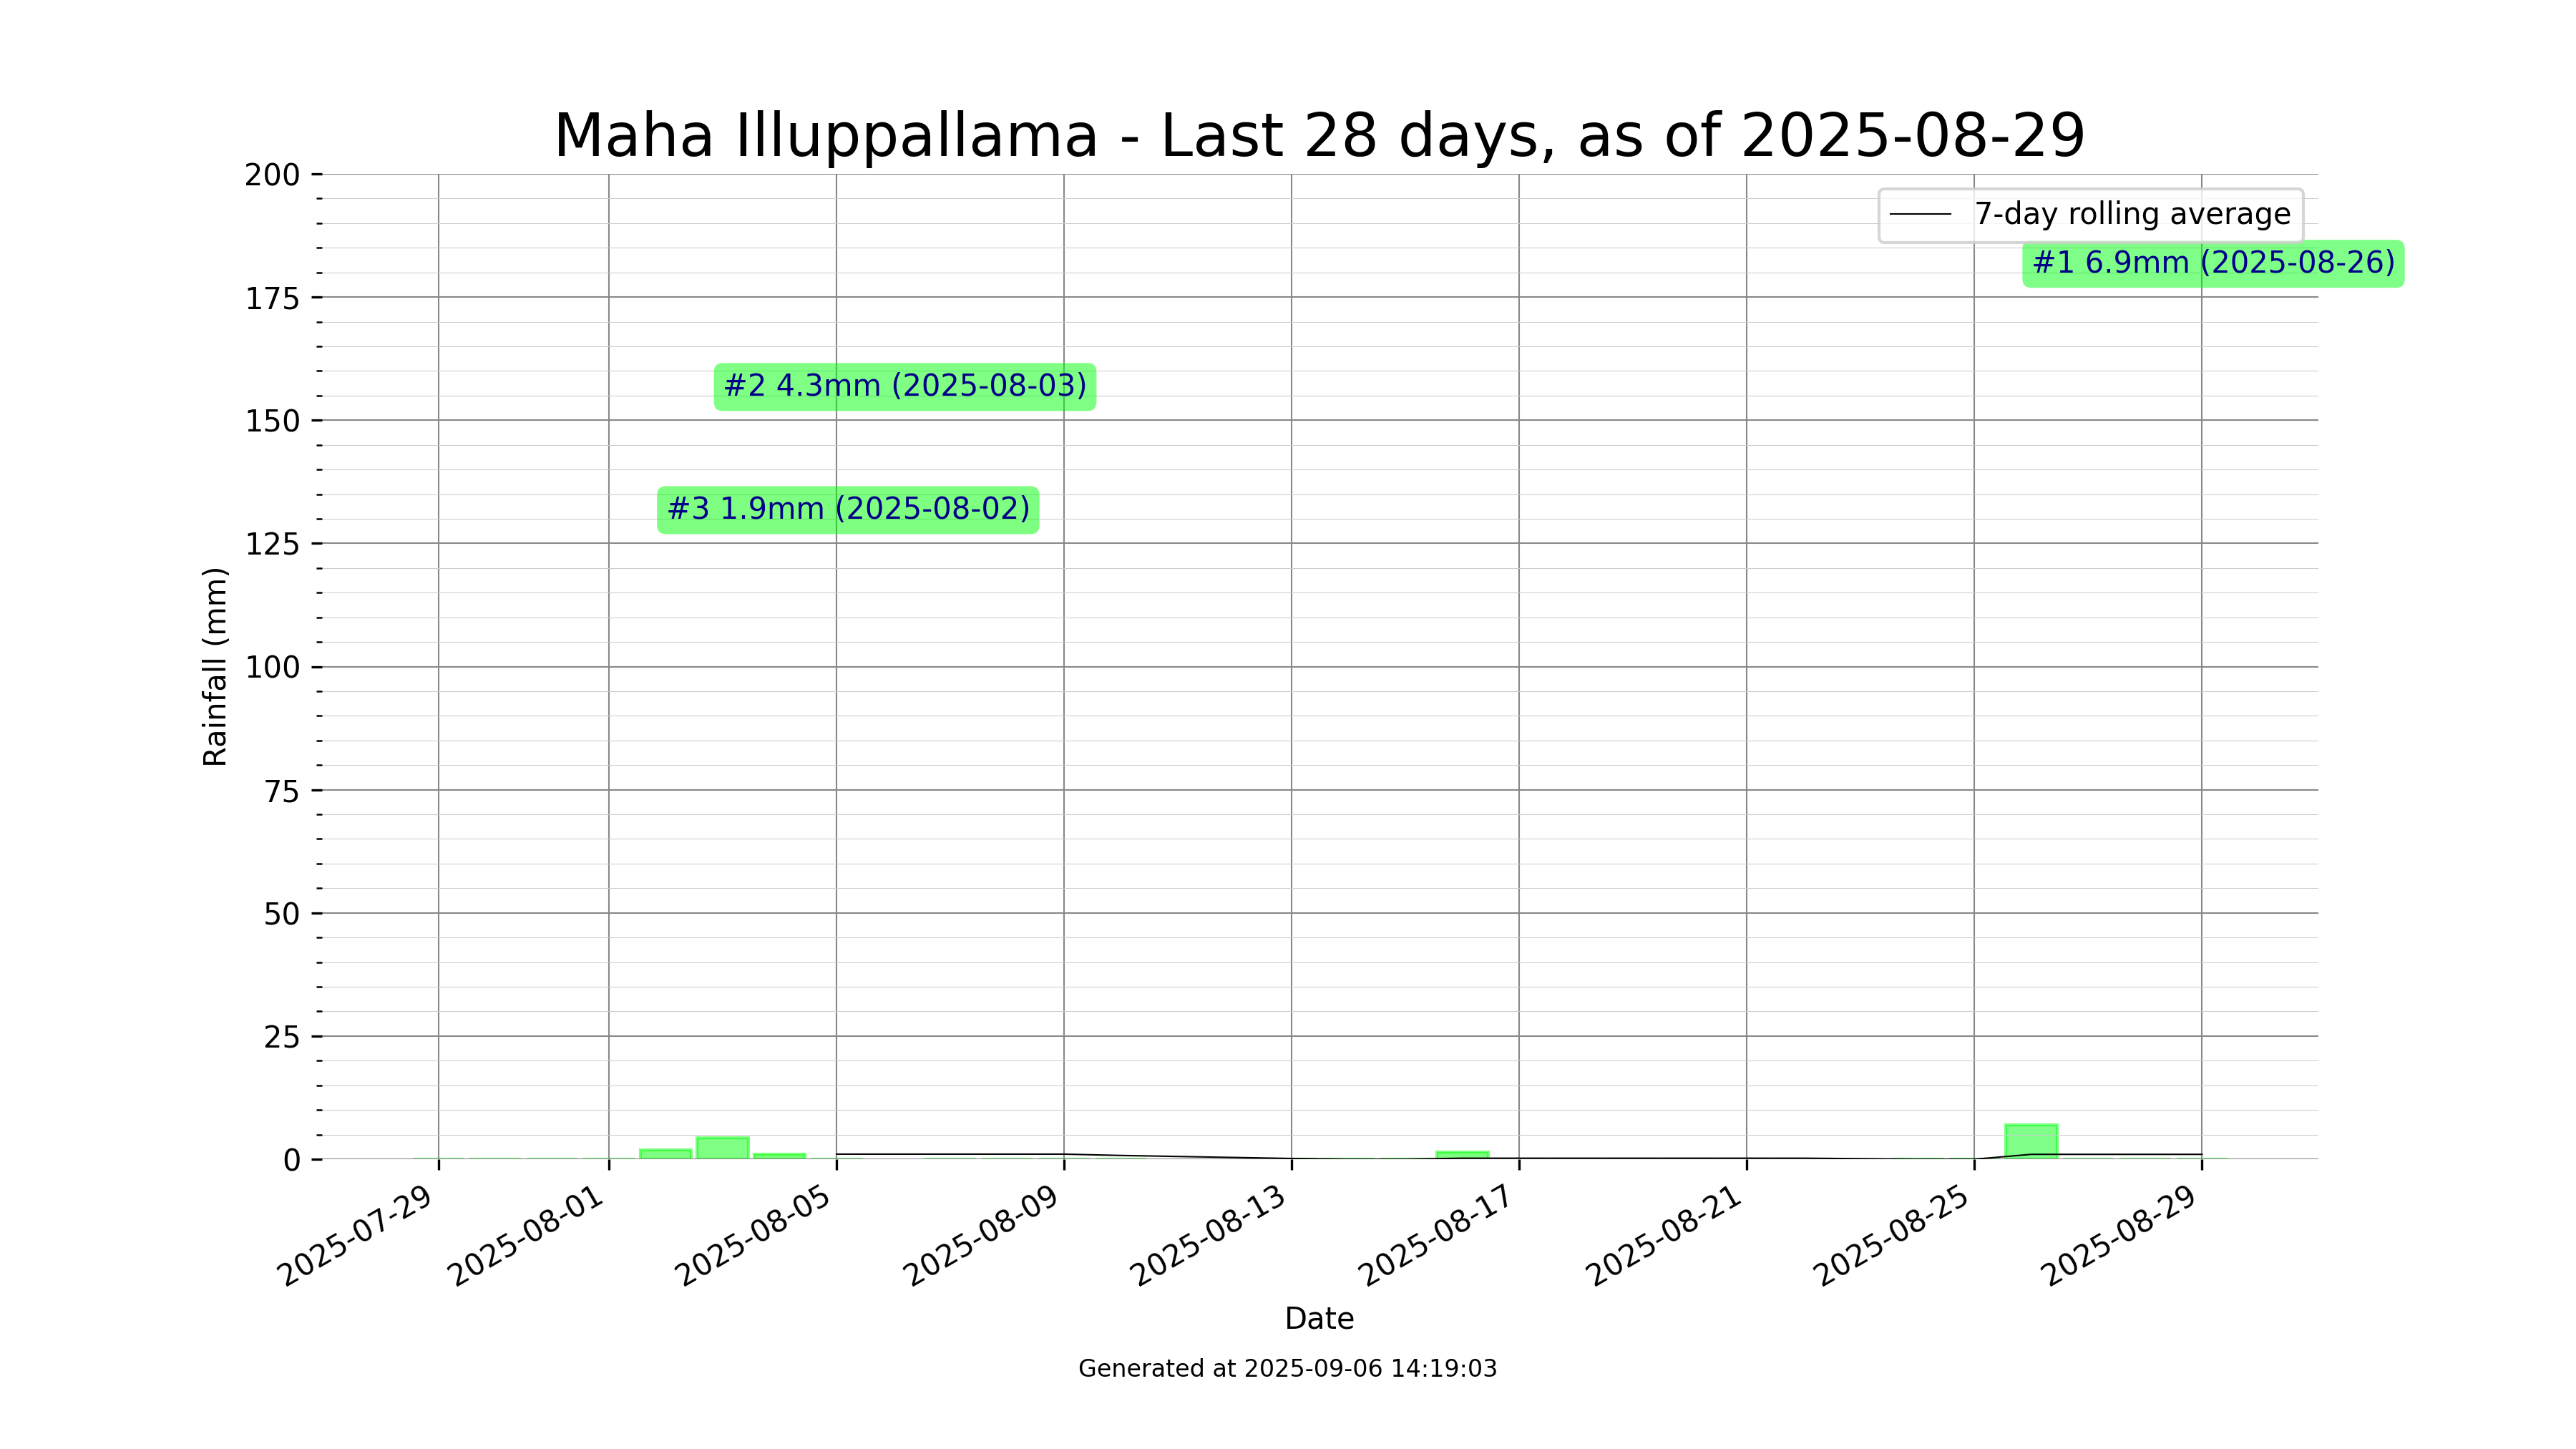 Maha Illuppallama - Last 28 days, as of 2025-08-29
7-day rolling average
#1 6.9mm (2025-08-26)
#2 4.3mm (2025-08-03)
#3 1.9mm (2025-08-02)
Rainfall (mm)
200
175
150
125
100
75
50
25
0
2025-07-29
2025-08-01
2025-08-05
2025-08-09
2025-08-13
2025-08-17
2025-08-21
2025-08-25
2025-08-29
Date
Generated at 2025-09-06 14:19:03